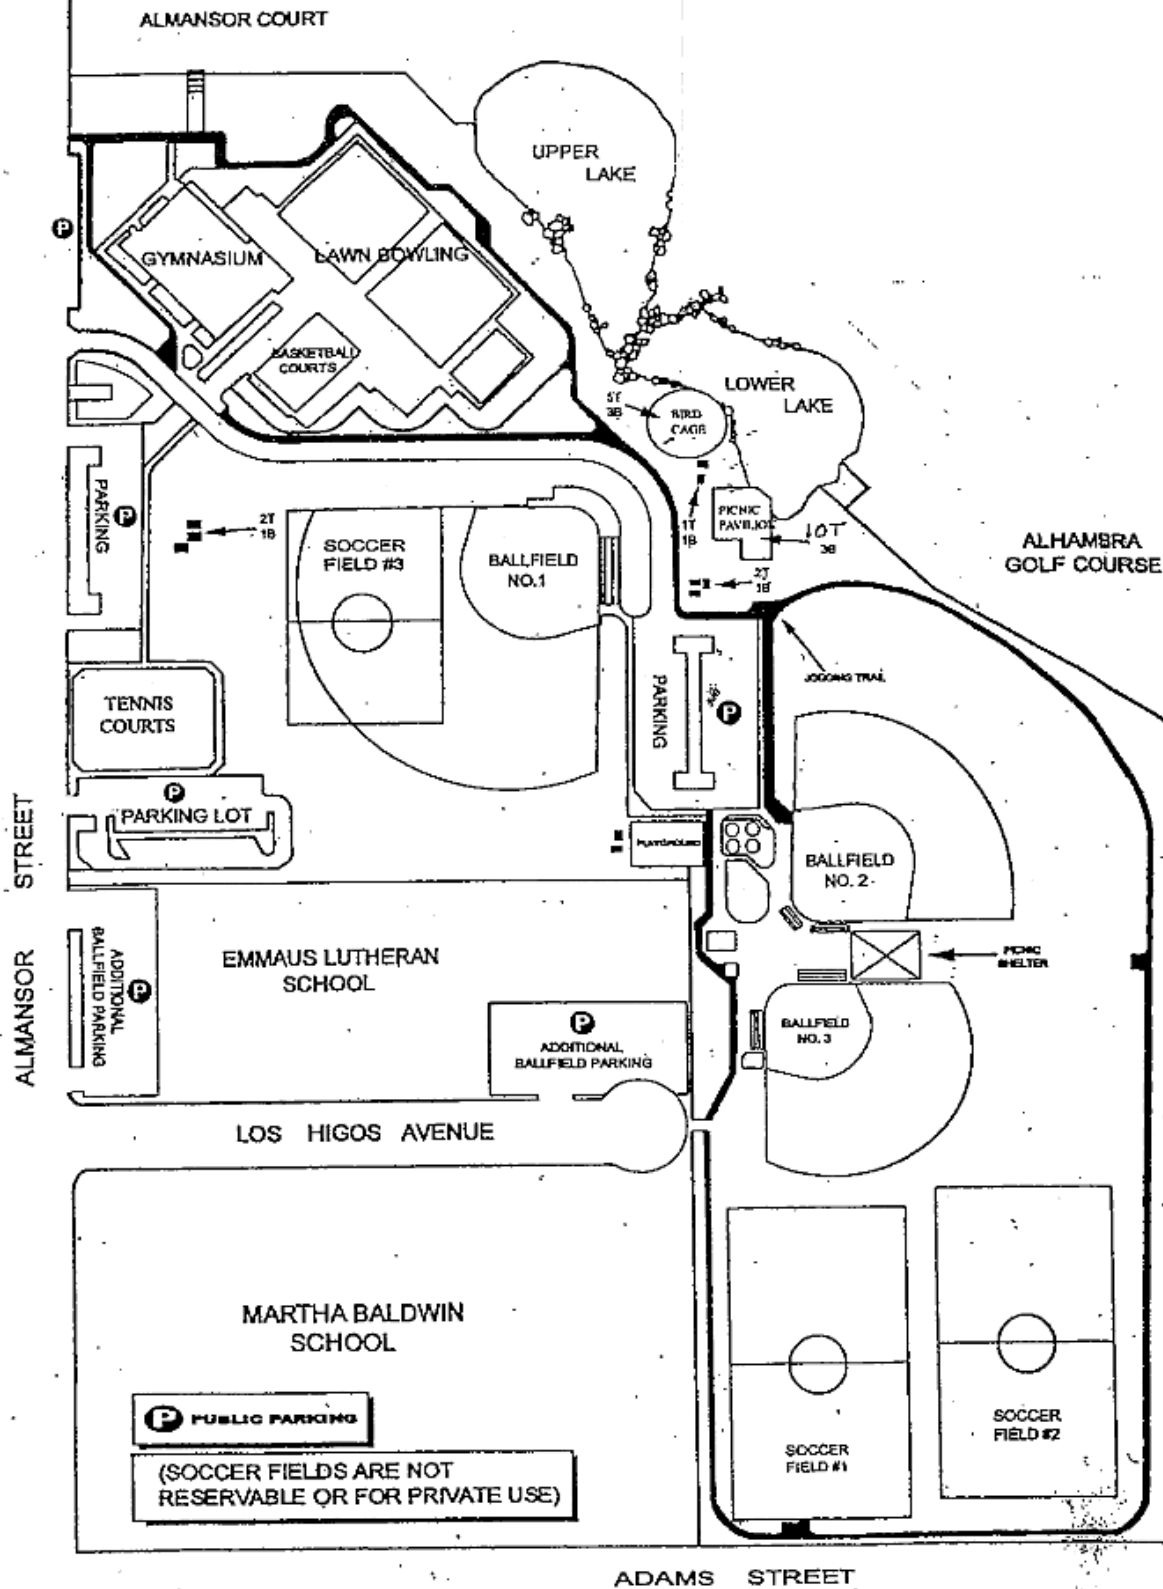 ALMANSOR COURT
UPPER
LAKE
P
GYMNASIUM
LAWN BOWLING
BASKETBALL
COURTS
LOWER
LAKE
5T
3B
BIRD
CAGE
PARKING
P
2T
1B
1T
1B
PICNIC
PAVILION
10T
3B
2T
1B
SOCCER
FIELD #3
BALLFIELD
NO.1
ALHAMBRA
GOLF COURSE
JOGGING TRAIL
TENNIS
COURTS
PARKING
P
P
PARKING LOT
PLAYGROUND
BALLFIELD
NO. 2
ALMANSOR STREET
ADDITIONAL
BALLFIELD PARKING
P
EMMAUS LUTHERAN
SCHOOL
PICNIC
SHELTER
P
ADDITIONAL
BALLFIELD PARKING
BALLFIELD
NO. 3
LOS HIGOS AVENUE
MARTHA BALDWIN
SCHOOL
P PUBLIC PARKING
(SOCCER FIELDS ARE NOT
RESERVABLE OR FOR PRIVATE USE)
SOCCER
FIELD #1
SOCCER
FIELD #2
ADAMS STREET